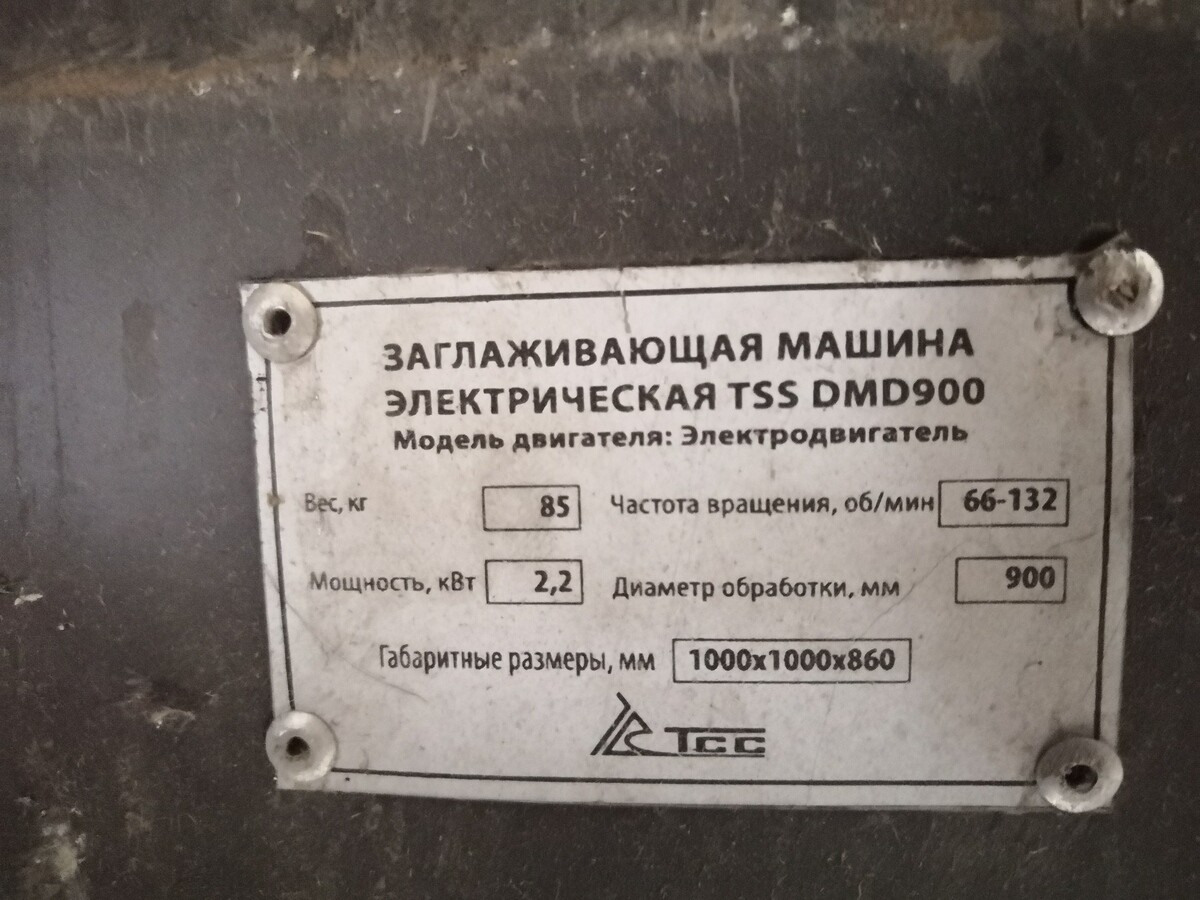 ЗАГЛАЖИВАЮЩАЯ МАШИНА
ЭЛЕКТРИЧЕСКАЯ TSS DMD900
Модель двигателя: Электродвигатель
Вес, кг 85 Частота вращения, об/мин 66-132
Мощность, кВт 2,2 Диаметр обработки, мм 900
Габаритные размеры, мм 1000x1000x860
ТСС